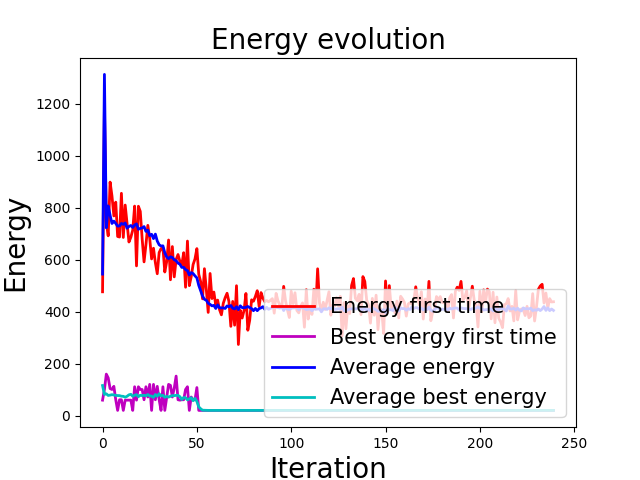 Energy evolution
Energy
1200
1000
800
600
400
200
0
Energy first time
Best energy first time
Average energy
Average best energy
0 50 100 150 200 250
Iteration